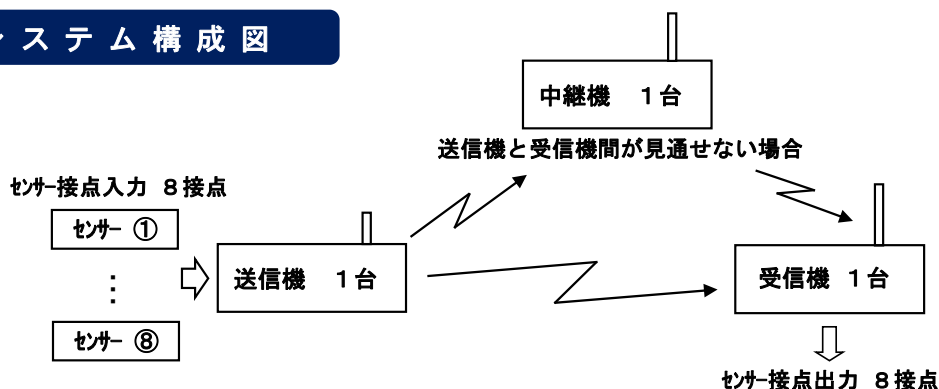 ステム構成図
中継機 1台
送信機と受信機間が見通せない場合
ｾﾝｻｰ接点入力 8接点
ｾﾝｻｰ ①
⋮
ｾﾝｻｰ ⑧
送信機 1台
受信機 1台
ｾﾝｻｰ接点出力 8接点